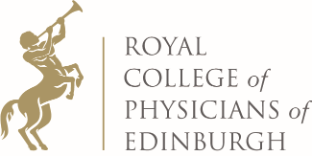 ROYAL
COLLEGE of
PHYSICIANS of
EDINBURGH